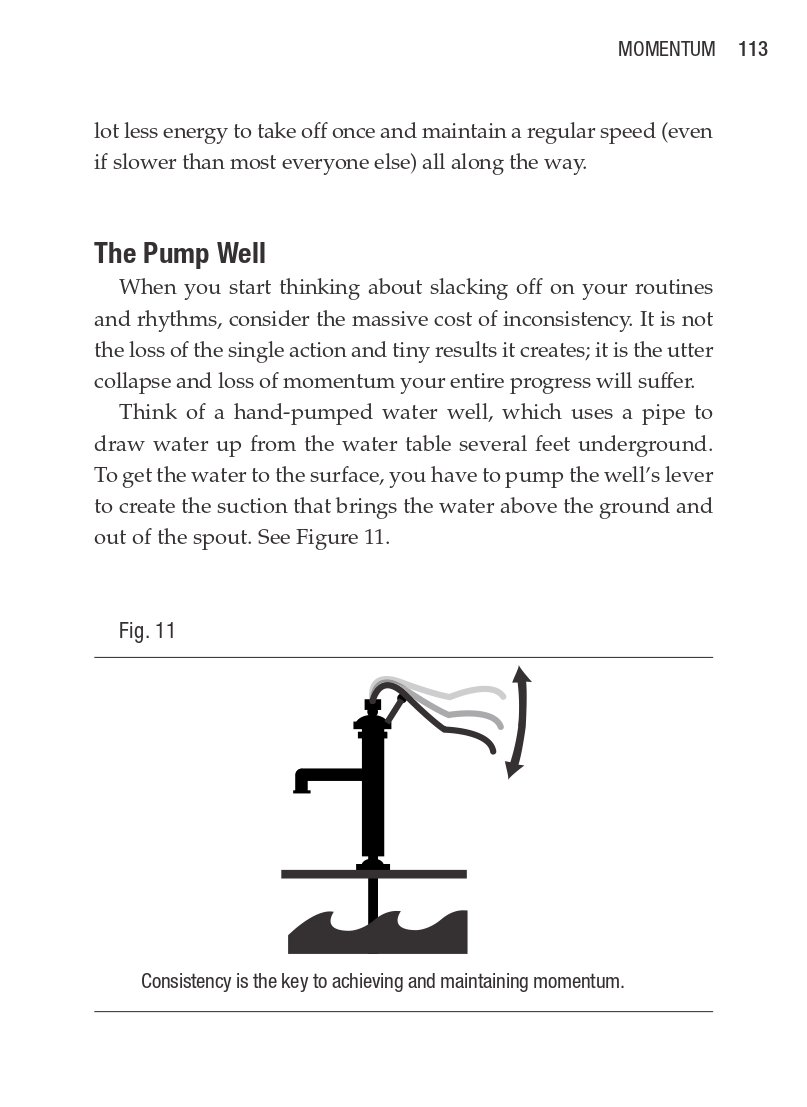 MOMENTUM 113
lot less energy to take off once and maintain a regular speed (even
if slower than most everyone else) all along the way.
The Pump Well
When you start thinking about slacking off on your routines
and rhythms, consider the massive cost of inconsistency. It is not
the loss of the single action and tiny results it creates; it is the utter
collapse and loss of momentum your entire progress will suffer.
Think of a hand-pumped water well, which uses a pipe to
draw water up from the water table several feet underground.
To get the water to the surface, you have to pump the well’s lever
to create the suction that brings the water above the ground and
out of the spout. See Figure 11.
Fig. 11
Consistency is the key to achieving and maintaining momentum.